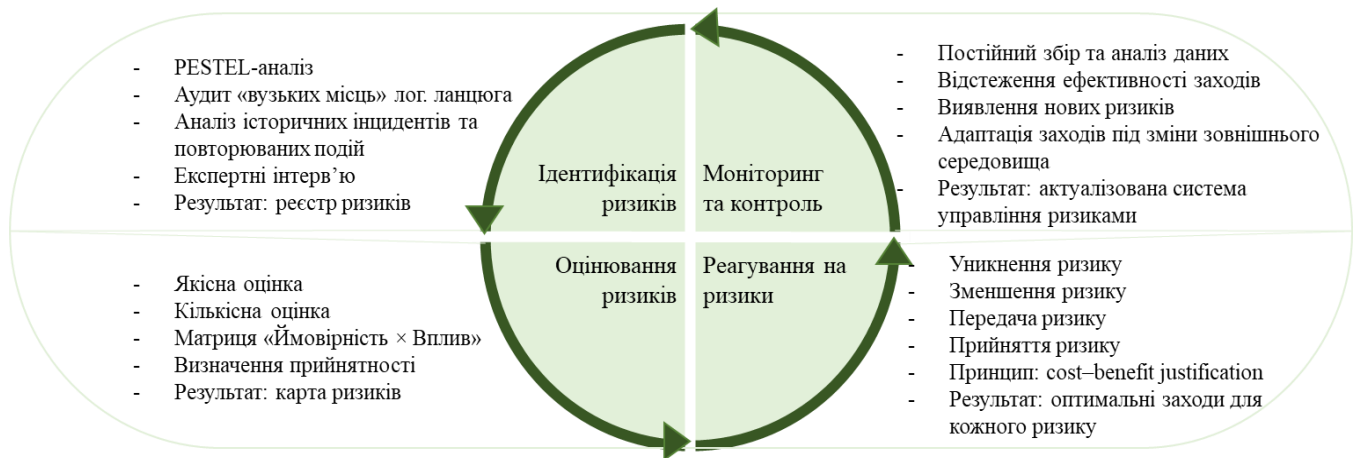 - PESTEL-аналіз
- Аудит «вузьких місць» лог. ланцюга
- Аналіз історичних інцидентів та
повторюваних подій
- Експертні інтерв’ю
- Результат: реєстр ризиків
Ідентифікація
ризиків
Моніторинг
та контроль
- Постійний збір та аналіз даних
- Відстеження ефективності заходів
- Виявлення нових ризиків
- Адаптація заходів під зміни зовнішнього
середовища
- Результат: актуалізована система
управління ризиками
- Якісна оцінка
- Кількісна оцінка
- Матриця «Ймовірність × Вплив»
- Визначення прийнятності
- Результат: карта ризиків
Оцінювання
ризиків
Реагування на
ризики
- Уникнення ризику
- Зменшення ризику
- Передача ризику
- Прийняття ризику
- Принцип: cost–benefit justification
- Результат: оптимальні заходи для
кожного ризику